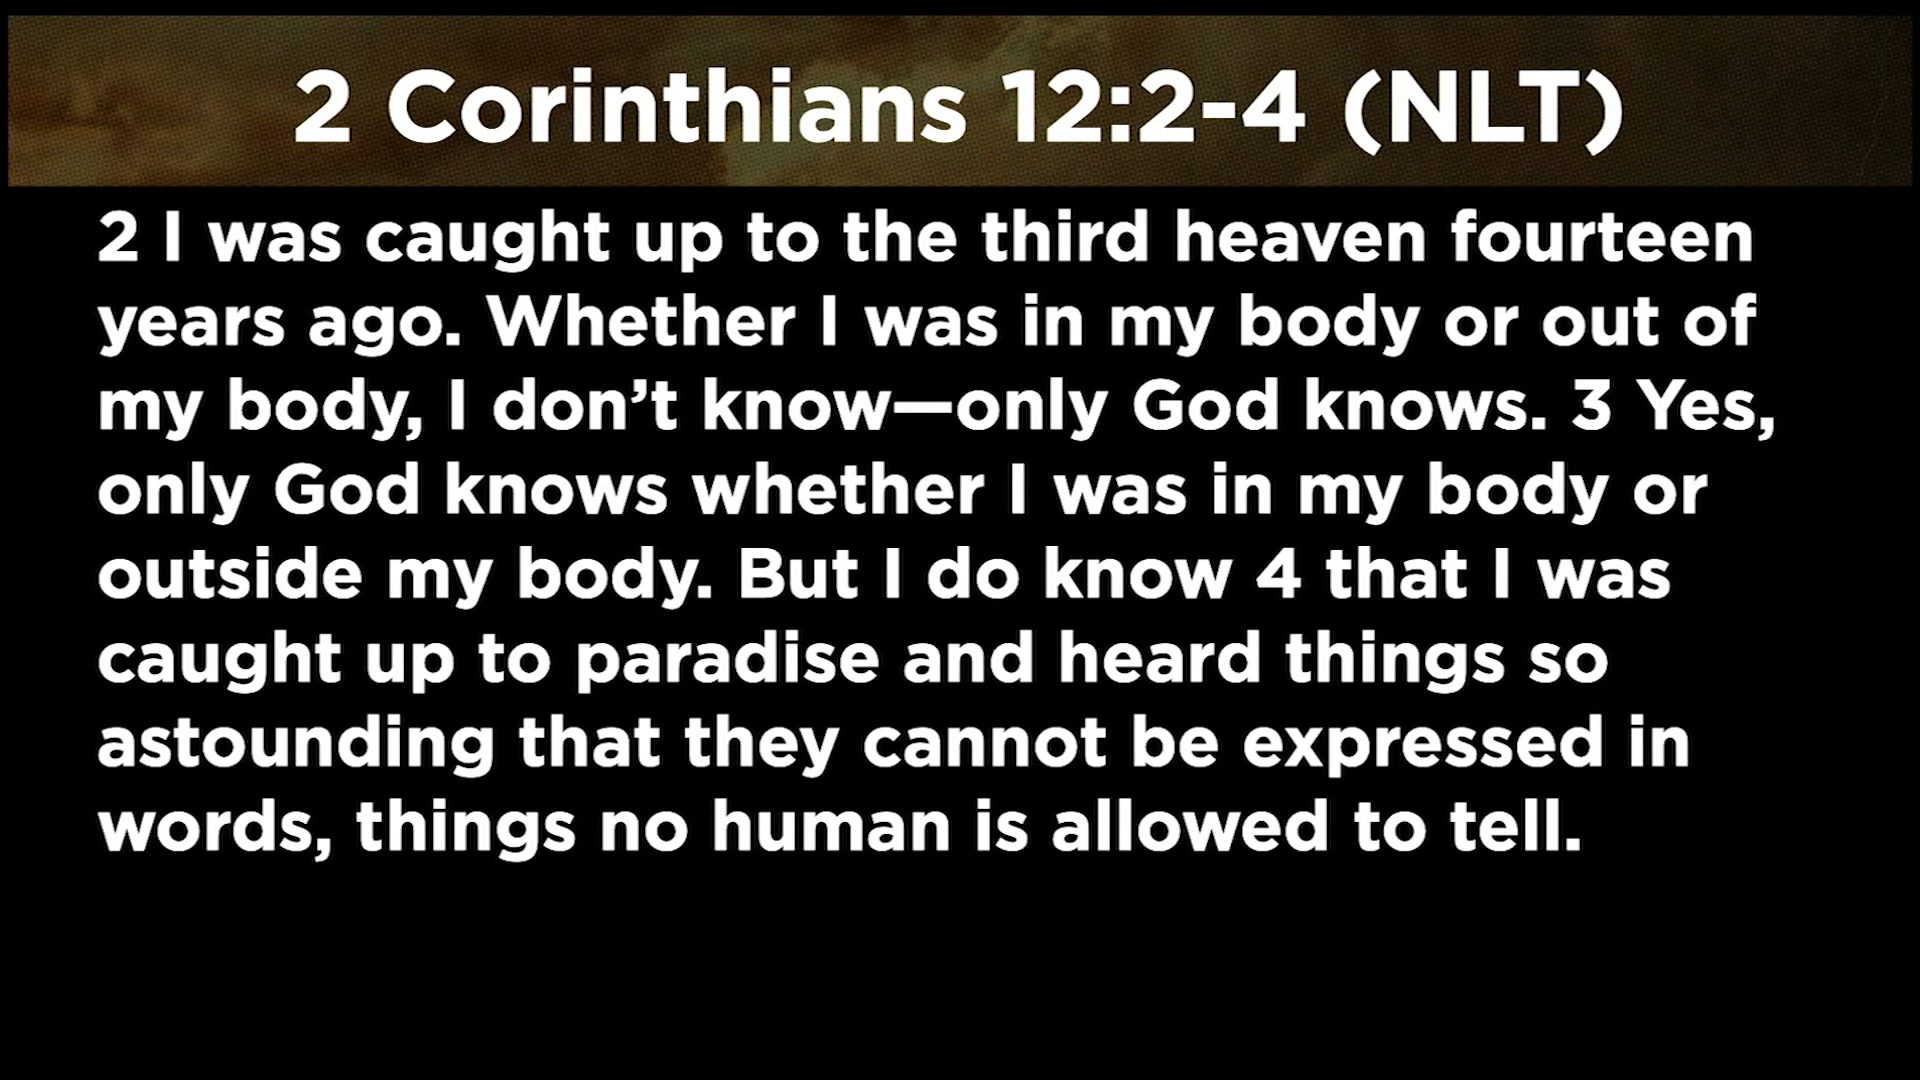 2 Corinthians 12:2-4 (NLT)
2 I was caught up to the third heaven fourteen
years ago. Whether I was in my body or out of
my body, I don’t know—only God knows. 3 Yes,
only God knows whether I was in my body or
outside my body. But I do know 4 that I was
caught up to paradise and heard things so
astounding that they cannot be expressed in
words, things no human is allowed to tell.